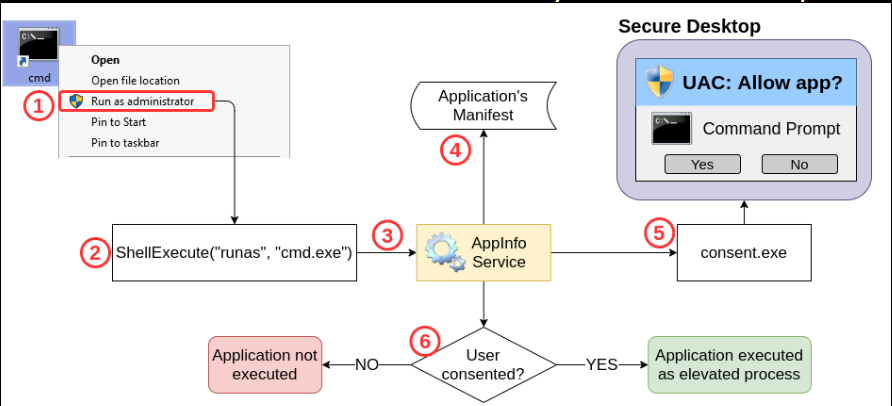 Secure Desktop
cmd
Open
Open file location
1
Run as administrator
Pin to Start
Pin to taskbar
Application's
Manifest
4
UAC: Allow app?
Command Prompt
Yes
No
2
ShellExecute("runas", "cmd.exe")
3
AppInfo
Service
5
consent.exe
6
User
consented?
NO
Application not
executed
YES
Application executed
as elevated process